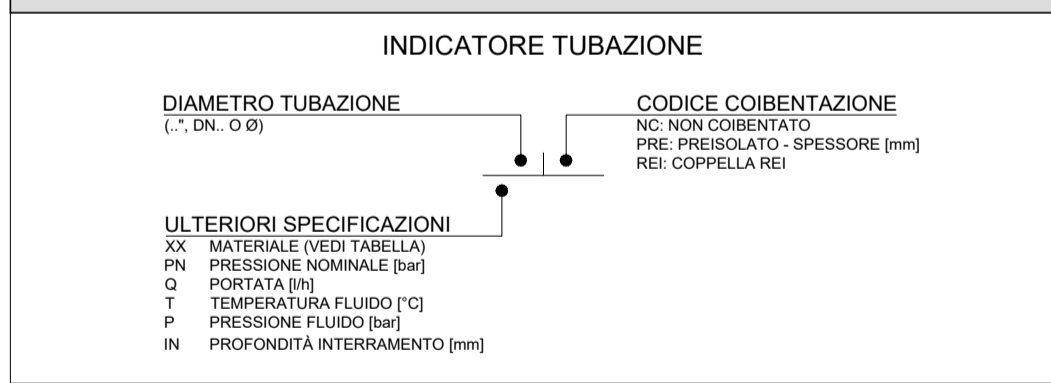 INDICATORE TUBAZIONE
DIAMETRO TUBAZIONE
(..", DN.. O Ø)
CODICE COIBENTAZIONE
NC: NON COIBENTATO
PRE: PREISOLATO - SPESSORE [mm]
REI: COPPELLA REI
ULTERIORI SPECIFICAZIONI
XX MATERIALE (VEDI TABELLA)
PN PRESSIONE NOMINALE [bar]
Q PORTATA [l/h]
T TEMPERATURA FLUIDO [°C]
P PRESSIONE FLUIDO [bar]
IN PROFONDITÀ INTERRAMENTO [mm]